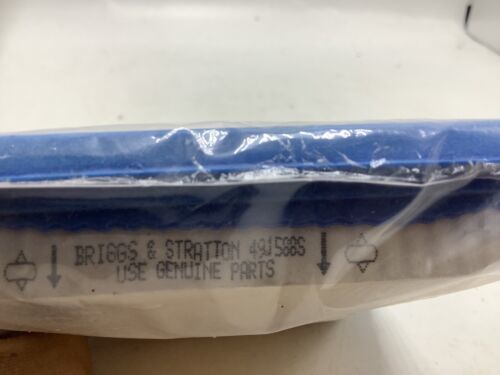 BRIGGS & STRATTON 491588S
USE GENUINE PARTS